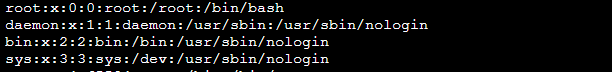 root:x:0:0:root:/root:/bin/bash
daemon:x:1:1:daemon:/usr/sbin:/usr/sbin/nologin
bin:x:2:2:bin:/bin:/usr/sbin/nologin
sys:x:3:3:sys:/dev:/usr/sbin/nologin